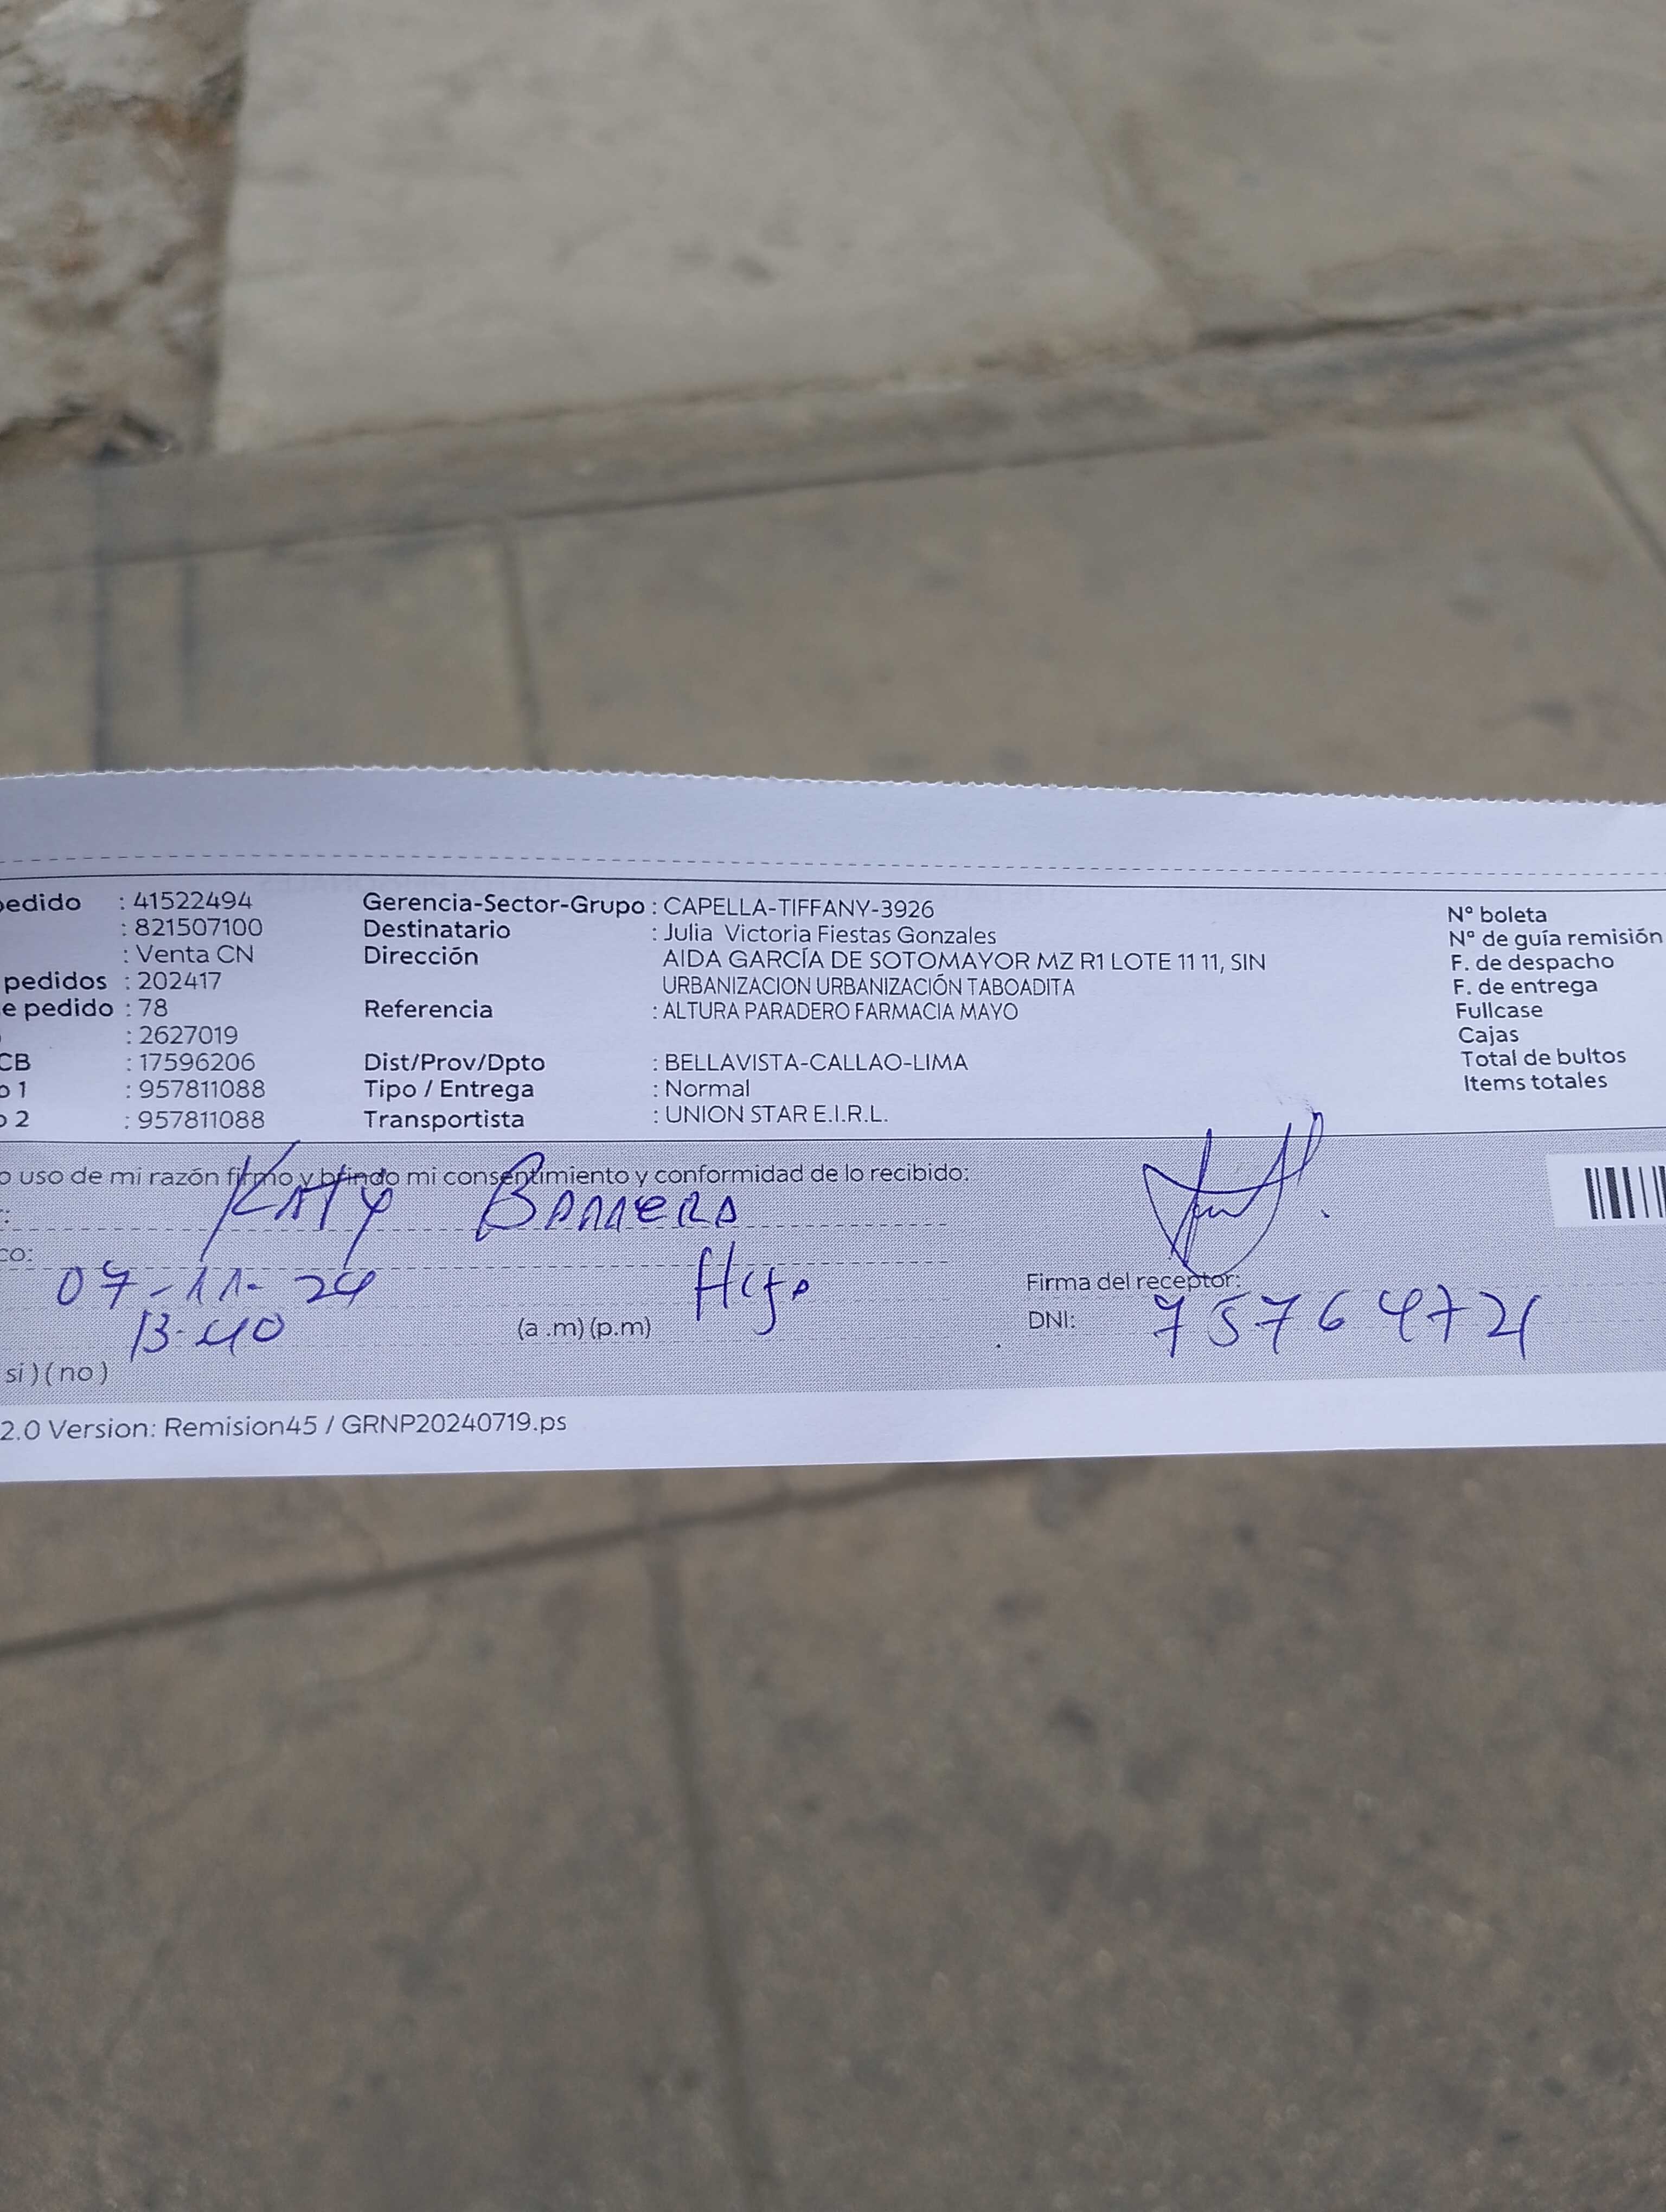 pedido : 41522494 Gerencia-Sector-Grupo : CAPELLA-TIFFANY-3926 N° boleta
: 821507100 Destinatario : Julia Victoria Fiestas Gonzales N° de guía remisión
: Venta CN Dirección AIDA GARCÍA DE SOTOMAYOR MZ R1 LOTE 11 11, SIN F. de despacho
pedidos : 202417 URBANIZACION URBANIZACIÓN TABOADITA F. de entrega
e pedido : 78 Referencia : ALTURA PARADERO FARMACIA MAYO Fullcase
: 2627019 Cajas
CB : 17596206 Dist/Prov/Dpto : BELLAVISTA-CALLAO-LIMA Total de bultos
o 1 : 957811088 Tipo / Entrega : Normal Items totales
o 2 : 957811088 Transportista : UNION STAR E.I.R.L.
o uso de mi razón firmo y brindo mi consentimiento y conformidad de lo recibido:
Katy Barrera
co:
07-11-24 Hija Firma del receptor:
13-40 (a .m) (p.m) DNI: 75764721
si ) ( no )
2.0 Version: Remision45 / GRNP20240719.ps